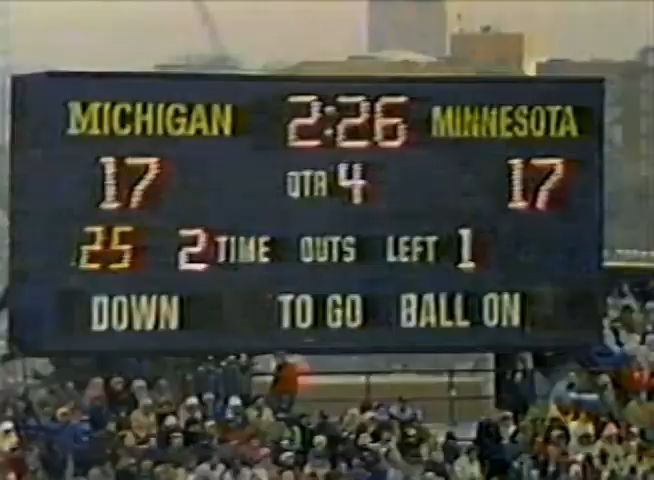 MICHIGAN 2:26 MINNESOTA
17 QTR 4 17
25 2 TIME OUTS LEFT 1
DOWN TO GO BALL ON